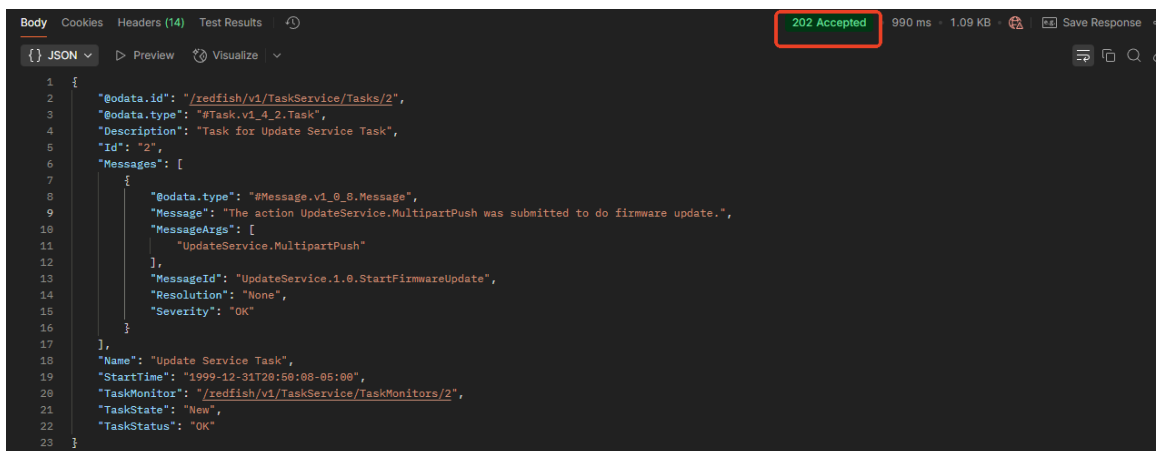 Body Cookies Headers (14) Test Results 202 Accepted 990 ms 1.09 KB e.g. Save Response
{} JSON Preview Visualize
1 {
2 "@odata.id": "/redfish/v1/TaskService/Tasks/2",
3 "@odata.type": "#Task.v1_4_2.Task",
4 "Description": "Task for Update Service Task",
5 "Id": "2",
6 "Messages": [
7 {
8 "@odata.type": "#Message.v1_0_8.Message",
9 "Message": "The action UpdateService.MultipartPush was submitted to do firmware update.",
10 "MessageArgs": [
11 "UpdateService.MultipartPush"
12 ],
13 "MessageId": "UpdateService.1.0.StartFirmwareUpdate",
14 "Resolution": "None",
15 "Severity": "OK"
16 }
17 ],
18 "Name": "Update Service Task",
19 "StartTime": "1999-12-31T20:50:08-05:00",
20 "TaskMonitor": "/redfish/v1/TaskService/TaskMonitors/2",
21 "TaskState": "New",
22 "TaskStatus": "OK"
23 }